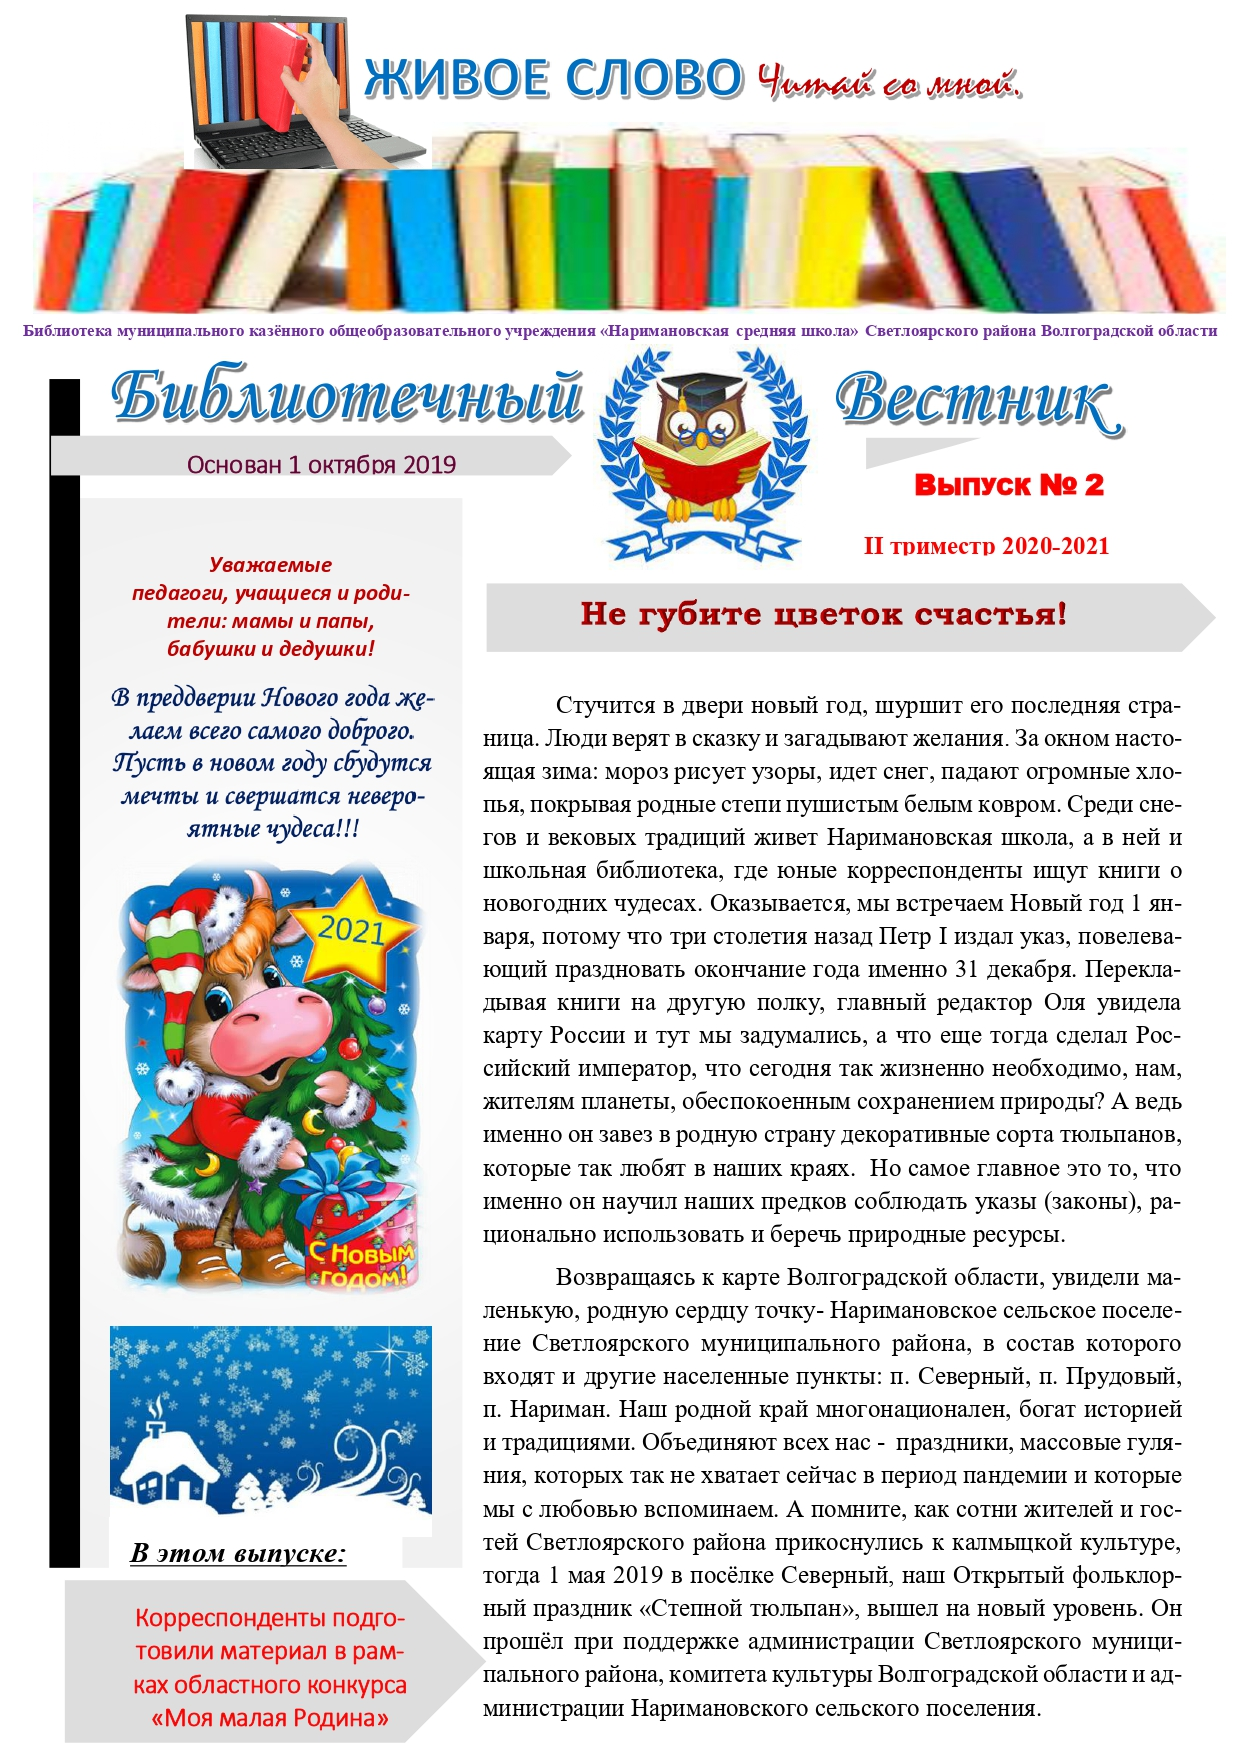 ЖИВОЕ СЛОВО Читай со мной.
Библиотека муниципального казённого общеобразовательного учреждения «Наримановская средняя школа» Светлоярского района Волгоградской области
Библиотечный Вестник
Основан 1 октября 2019
Выпуск № 2
II триместр 2020-2021
Уважаемые
педагоги, учащиеся и роди-
тели: мамы и папы,
бабушки и дедушки!
В преддверии Нового года же-
лаем всего самого доброго.
Пусть в новом году сбудутся
мечты и свершатся неверо-
ятные чудеса!!!
2021
С Новым
годом!
В этом выпуске:
Корреспонденты подго-
товили материал в рам-
ках областного конкурса
«Моя малая Родина»
Не губите цветок счастья!
Стучится в двери новый год, шуршит его последняя стра-
ница. Люди верят в сказку и загадывают желания. За окном насто-
ящая зима: мороз рисует узоры, идет снег, падают огромные хло-
пья, покрывая родные степи пушистым белым ковром. Среди сне-
гов и вековых традиций живет Наримановская школа, а в ней и
школьная библиотека, где юные корреспонденты ищут книги о
новогодних чудесах. Оказывается, мы встречаем Новый год 1 ян-
варя, потому что три столетия назад Петр I издал указ, повелева-
ющий праздновать окончание года именно 31 декабря. Перекла-
дывая книги на другую полку, главный редактор Оля увидела
карту России и тут мы задумались, а что еще тогда сделал Рос-
сийский император, что сегодня так жизненно необходимо, нам,
жителям планеты, обеспокоенным сохранением природы? А ведь
именно он завез в родную страну декоративные сорта тюльпанов,
которые так любят в наших краях. Но самое главное это то, что
именно он научил наших предков соблюдать указы (законы), ра-
ционально использовать и беречь природные ресурсы.
Возвращаясь к карте Волгоградской области, увидели ма-
ленькую, родную сердцу точку- Наримановское сельское поселе-
ние Светлоярского муниципального района, в состав которого
входят и другие населенные пункты: п. Северный, п. Прудовый,
п. Нариман. Наш родной край многонационален, богат историей
и традициями. Объединяют всех нас - праздники, массовые гуля-
ния, которых так не хватает сейчас в период пандемии и которые
мы с любовью вспоминаем. А помните, как сотни жителей и гос-
тей Светлоярского района прикоснулись к калмыцкой культуре,
тогда 1 мая 2019 в посёлке Северный, наш Открытый фольклор-
ный праздник «Степной тюльпан», вышел на новый уровень. Он
прошёл при поддержке администрации Светлоярского муници-
пального района, комитета культуры Волгоградской области и ад-
министрации Наримановского сельского поселения.